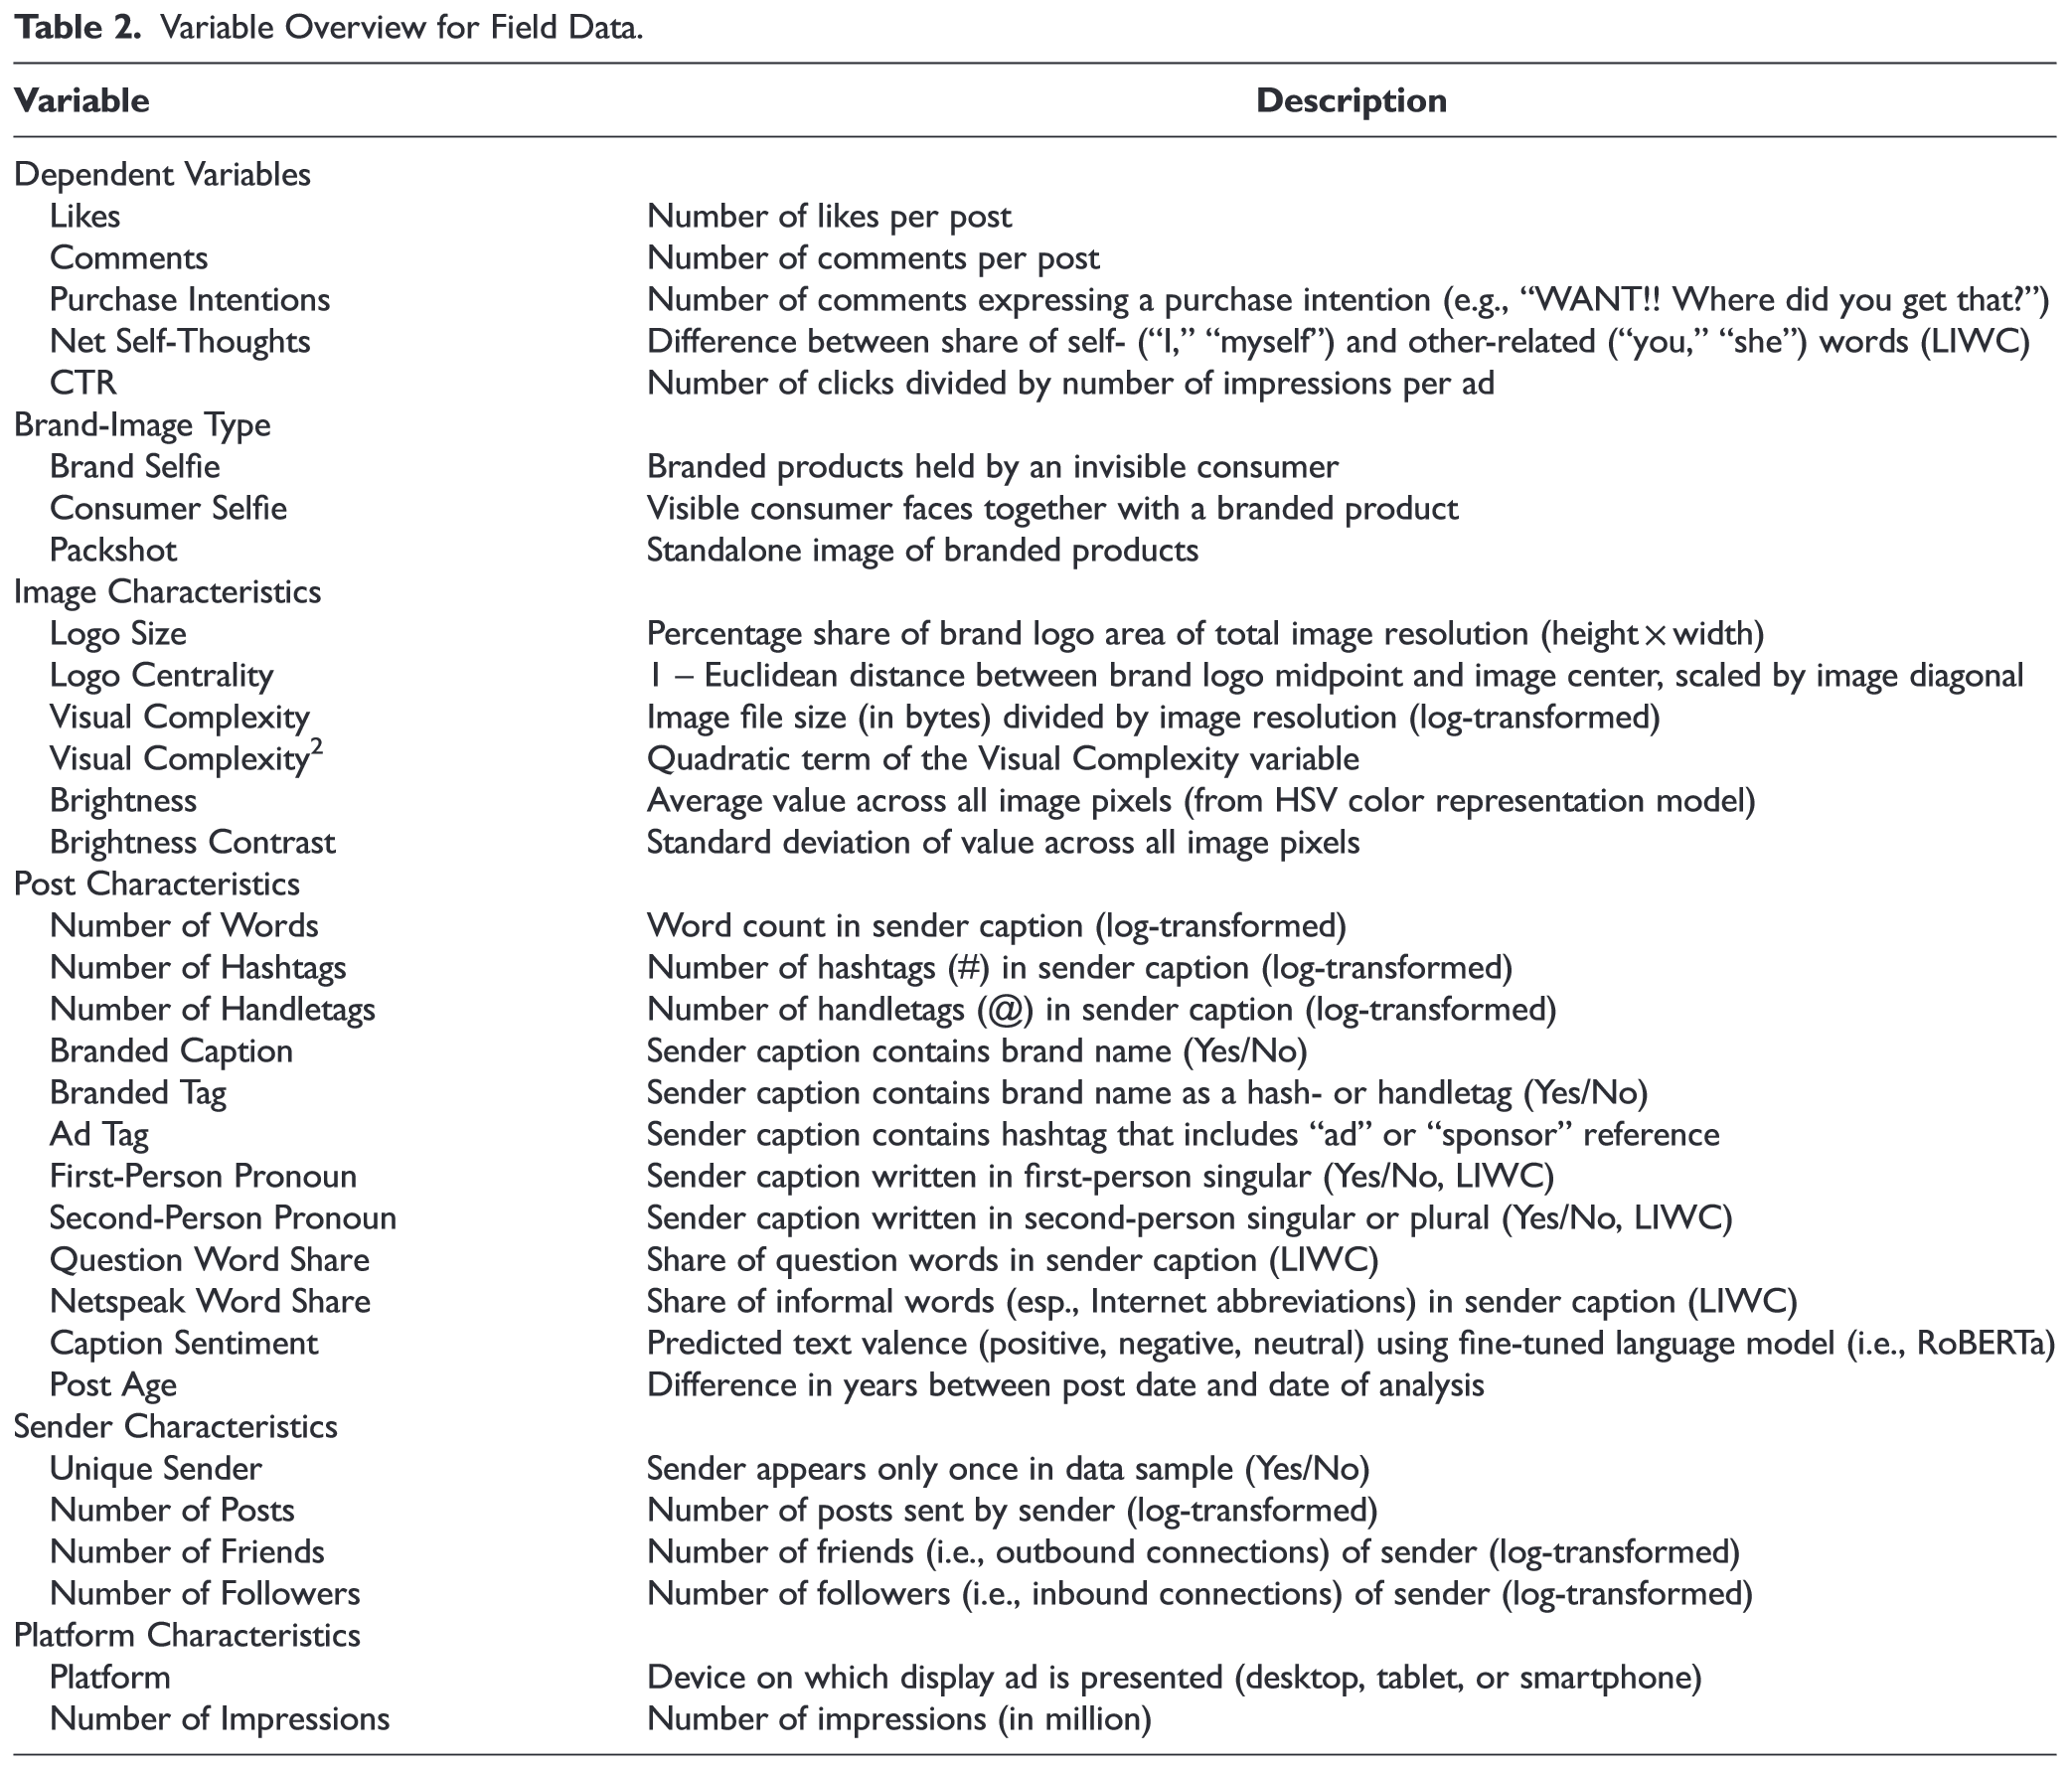 Table 2. Variable Overview for Field Data.
Variable Description
Dependent Variables
Likes Number of likes per post
Comments Number of comments per post
Purchase Intentions Number of comments expressing a purchase intention (e.g., “WANT!! Where did you get that?”)
Net Self-Thoughts Difference between share of self- (“I,” “myself”) and other-related (“you,” “she”) words (LIWC)
CTR Number of clicks divided by number of impressions per ad
Brand-Image Type
Brand Selfie Branded products held by an invisible consumer
Consumer Selfie Visible consumer faces together with a branded product
Packshot Standalone image of branded products
Image Characteristics
Logo Size Percentage share of brand logo area of total image resolution (height × width)
Logo Centrality 1 – Euclidean distance between brand logo midpoint and image center, scaled by image diagonal
Visual Complexity Image file size (in bytes) divided by image resolution (log-transformed)
Visual Complexity² Quadratic term of the Visual Complexity variable
Brightness Average value across all image pixels (from HSV color representation model)
Brightness Contrast Standard deviation of value across all image pixels
Post Characteristics
Number of Words Word count in sender caption (log-transformed)
Number of Hashtags Number of hashtags (#) in sender caption (log-transformed)
Number of Handletags Number of handletags (@) in sender caption (log-transformed)
Branded Caption Sender caption contains brand name (Yes/No)
Branded Tag Sender caption contains brand name as a hash- or handletag (Yes/No)
Ad Tag Sender caption contains hashtag that includes “ad” or “sponsor” reference
First-Person Pronoun Sender caption written in first-person singular (Yes/No, LIWC)
Second-Person Pronoun Sender caption written in second-person singular or plural (Yes/No, LIWC)
Question Word Share Share of question words in sender caption (LIWC)
Netspeak Word Share Share of informal words (esp., Internet abbreviations) in sender caption (LIWC)
Caption Sentiment Predicted text valence (positive, negative, neutral) using fine-tuned language model (i.e., RoBERTa)
Post Age Difference in years between post date and date of analysis
Sender Characteristics
Unique Sender Sender appears only once in data sample (Yes/No)
Number of Posts Number of posts sent by sender (log-transformed)
Number of Friends Number of friends (i.e., outbound connections) of sender (log-transformed)
Number of Followers Number of followers (i.e., inbound connections) of sender (log-transformed)
Platform Characteristics
Platform Device on which display ad is presented (desktop, tablet, or smartphone)
Number of Impressions Number of impressions (in million)